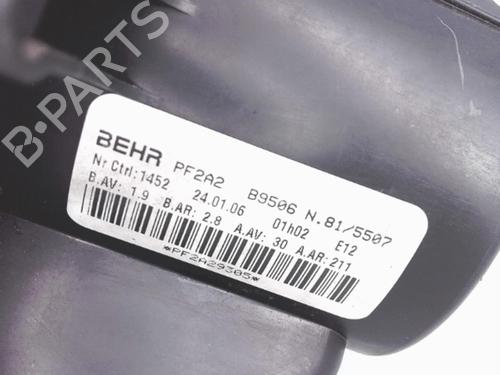 B-PARTS
BEHR PF2A2 B9506 N.81/5507
Nr Ctrl:1452 24.01.06 01h02 E12
B.AV: 1.9 B.AR: 2.8 A.AV: 30 A.AR: 211
*PF2A29305*